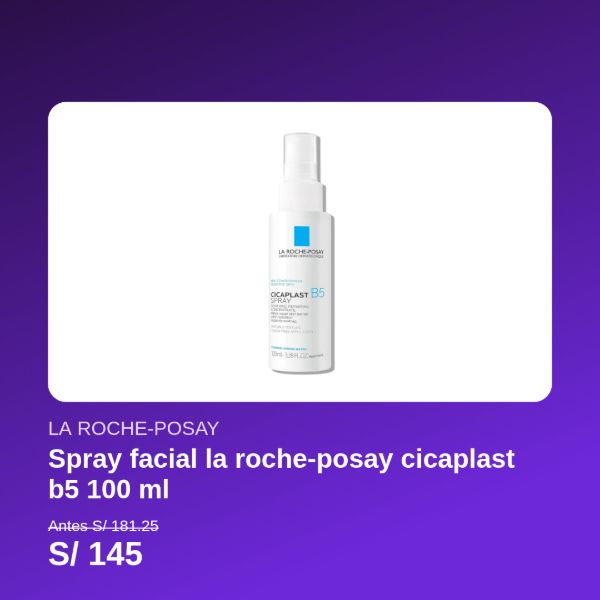 LA ROCHE-POSAY
CICAPLAST B5
SPRAY
LA ROCHE-POSAY
Spray facial la roche-posay cicaplast
b5 100 ml
Antes S/ 181.25
S/ 145